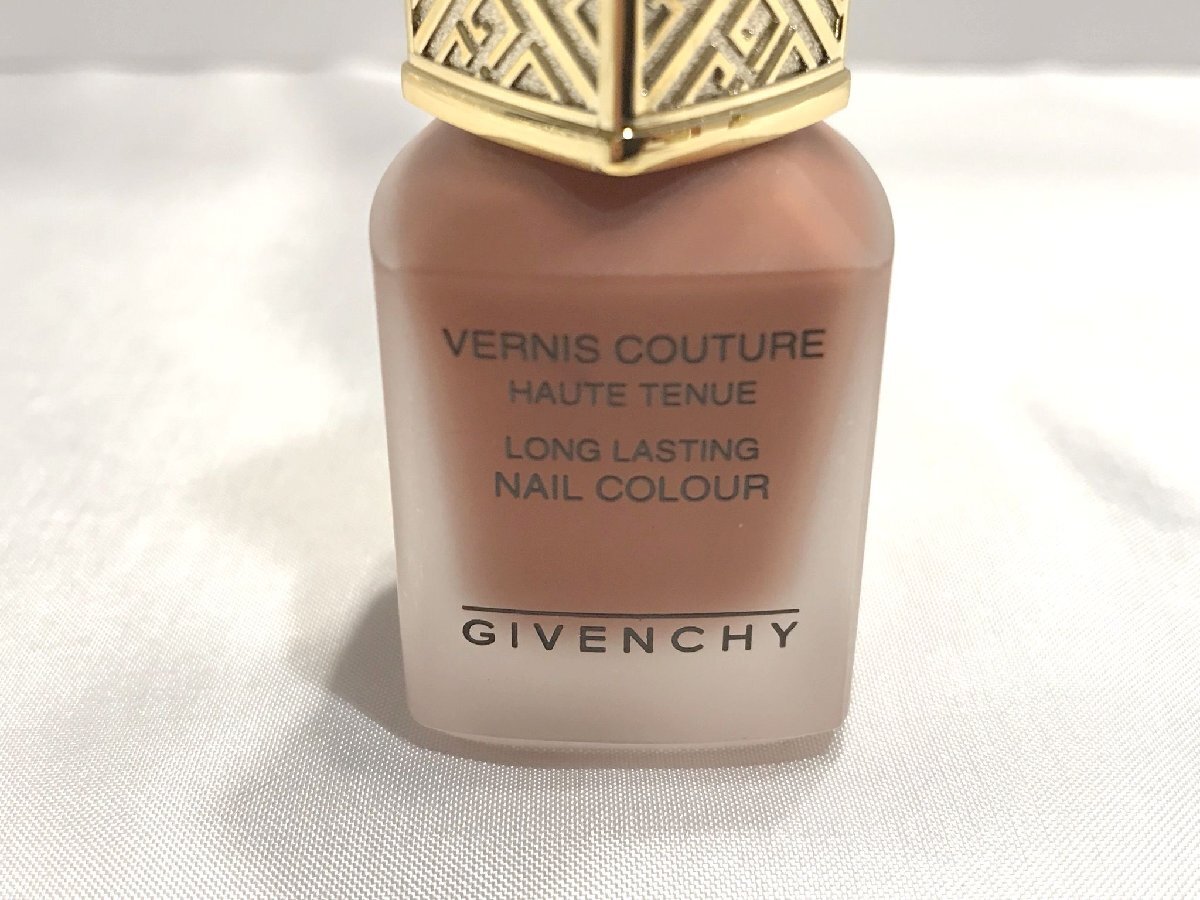 VERNIS COUTURE
HAUTE TENUE
LONG LASTING
NAIL COLOUR
GIVENCHY